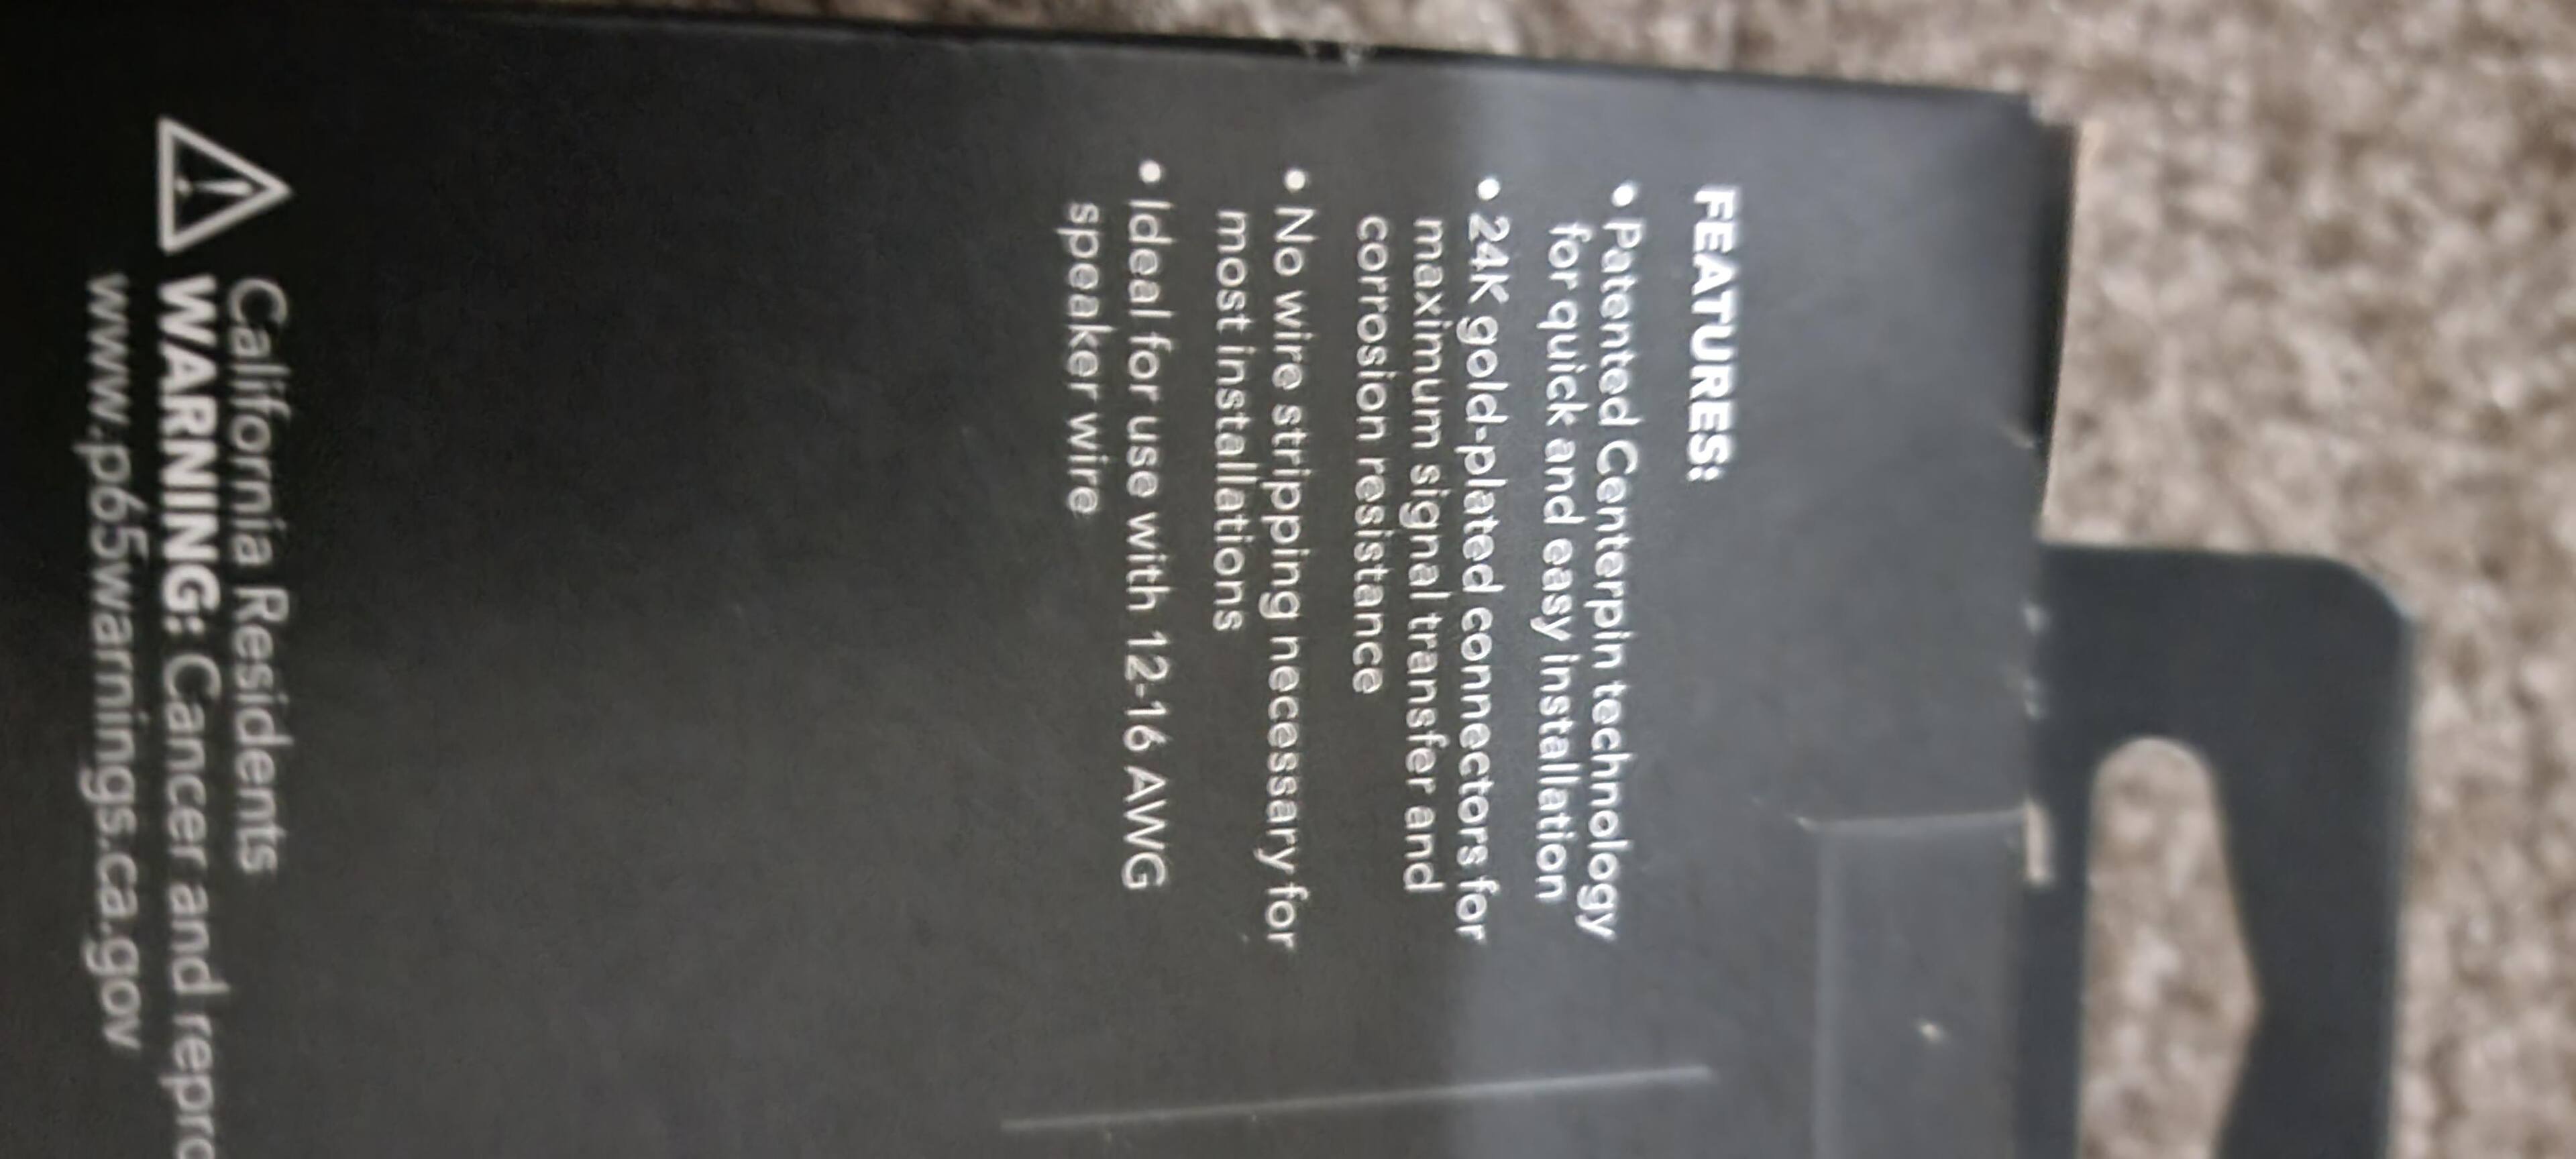 FEATURES:
• Patented Centerpin technology
for quick and easy installation
• 24K gold-plated connectors for
maximum signal transfer and
corrosion resistance
• No wire stripping necessary for
most installations
• Ideal for use with 12-16 AWG
speaker wire
California Residents
WARNING: Cancer and repro
www.p65warnings.ca.gov